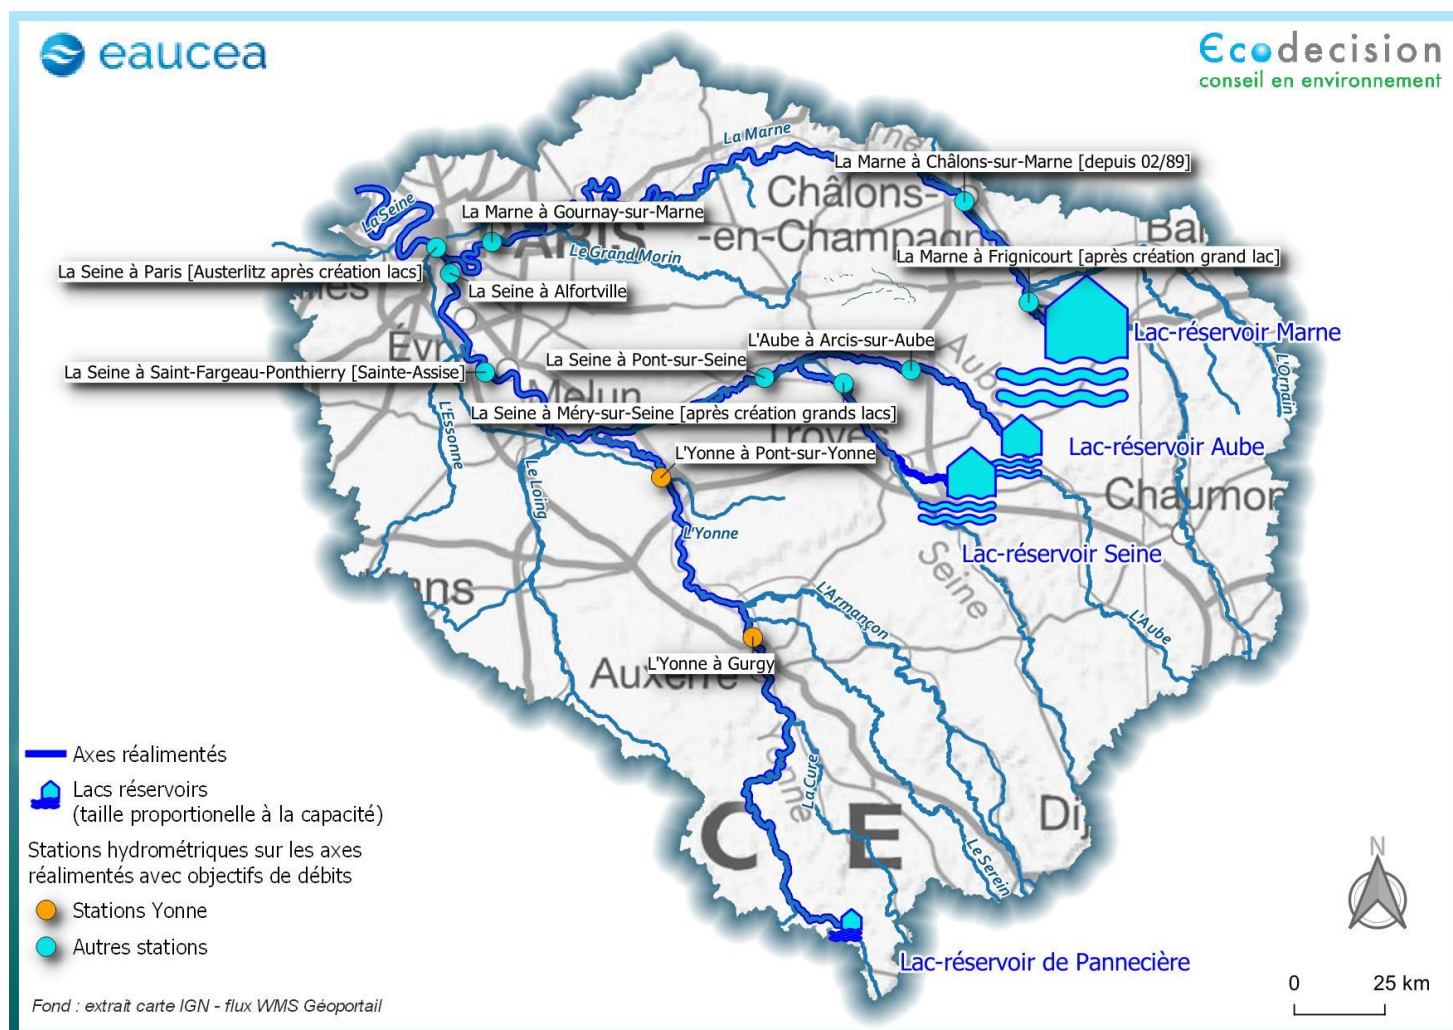 eaucea
Ecodecision
conseil en environnement
La Marne
La Marne à Châlons-sur-Marne [depuis 02/89]
Châlons-
-en-Champagne
La Seine
La Marne à Gournay-sur-Marne
Le Grand Morin
La Marne à Frignicourt [après création grand lac]
La Seine à Paris [Austerlitz après création lacs]
La Seine à Alfortville
Lac-réservoir Marne
L'Aube à Arcis-sur-Aube
Aube
La Seine à Pont-sur-Seine
La Seine à Saint-Fargeau-Ponthierry [Sainte-Assise]
Melun
L'Ornain
L'Essonne
La Seine à Méry-sur-Seine [après création grands lacs]
Troyes
Lac-réservoir Aube
L'Yonne à Pont-sur-Yonne
Le Loing
Chaumon
L'Yonne
Lac-réservoir Seine
Seine
L'Armançon
L'Aube
L'Yonne à Gurgy
Auxerre
Yonne
La Cure
C E
Dij
Le Serein
Lac-réservoir de Pannecière
Axes réalimentés
Lacs réservoirs
(taille proportionelle à la capacité)
Stations hydrométriques sur les axes
réalimentés avec objectifs de débits
Stations Yonne
Autres stations
Fond : extrait carte IGN - flux WMS Géoportail
N
0 25 km